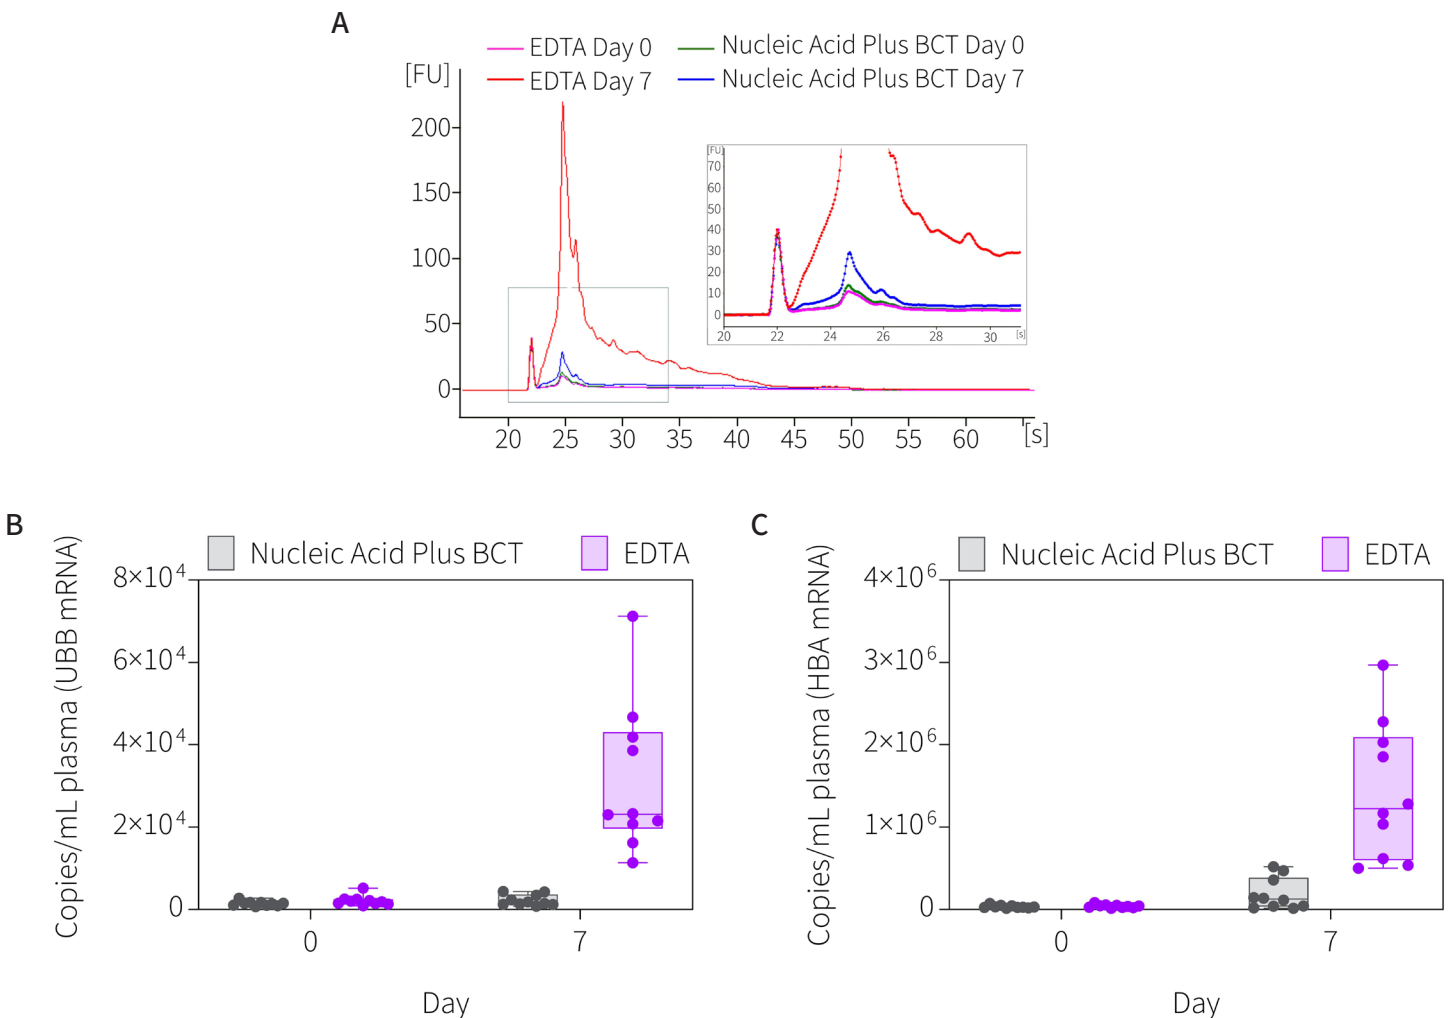 A
EDTA Day 0
Nucleic Acid Plus BCT Day 0
EDTA Day 7
Nucleic Acid Plus BCT Day 7
[FU]
200
150
100
50
0
20 25 30 35 40 45 50 55 60 [s]
[FU]
70
60
50
40
30
20
10
0
20 22 24 26 28 30 [s]
B
Nucleic Acid Plus BCT
EDTA
Copies/mL plasma (UBB mRNA)
8×10⁴
6×10⁴
4×10⁴
2×10⁴
0
0 7
Day
C
Nucleic Acid Plus BCT
EDTA
Copies/mL plasma (HBA mRNA)
4×10⁶
3×10⁶
2×10⁶
1×10⁶
0
0 7
Day